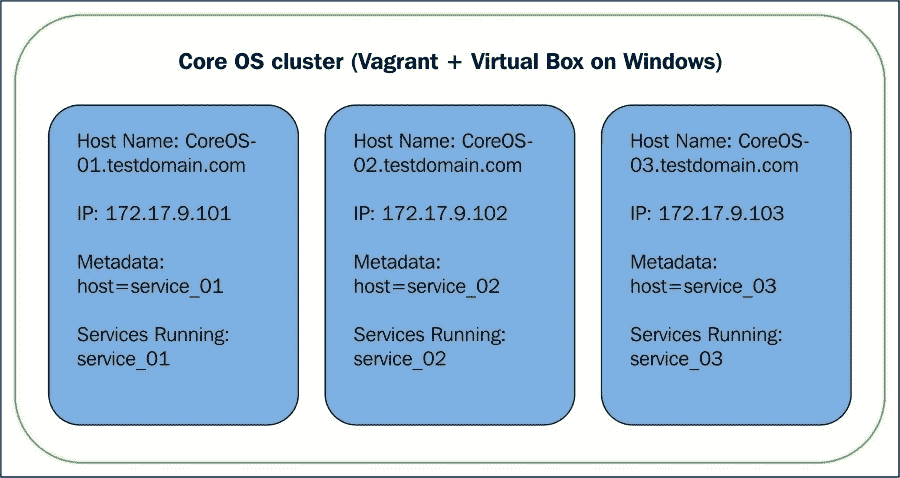 Core OS cluster (Vagrant + Virtual Box on Windows)
Host Name: CoreOS-
01.testdomain.com
IP: 172.17.9.101
Metadata:
host=service_01
Services Running:
service_01
Host Name: CoreOS-
02.testdomain.com
IP: 172.17.9.102
Metadata:
host=service_02
Services Running:
service_02
Host Name: CoreOS-
03.testdomain.com
IP: 172.17.9.103
Metadata:
host=service_03
Services Running:
service_03